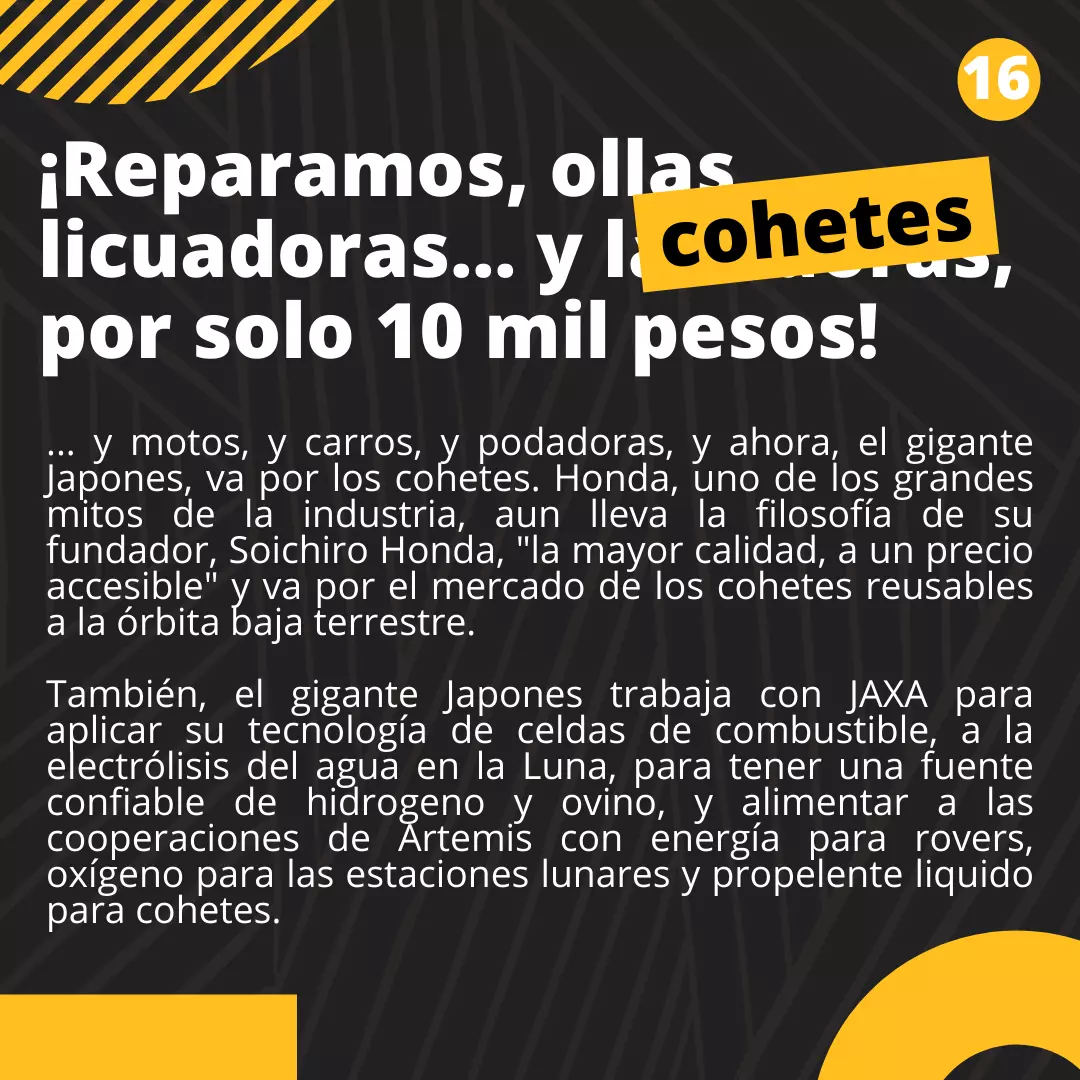 16
¡Reparamos, ollas
licuadoras... y
cohetes
por solo 10 mil pesos!
... y motos, y carros, y podadoras, y ahora, el gigante
Japones, va por los cohetes. Honda, uno de los grandes
mitos de la industria, aun lleva la filosofía de su
fundador, Soichiro Honda, "la mayor calidad, a un precio
accesible" y va por el mercado de los cohetes reusables
a la órbita baja terrestre.
También, el gigante Japones trabaja con JAXA para
aplicar su tecnología de celdas de combustible, a la
electrólisis del agua en la Luna, para tener una fuente
confiable de hidrogeno y ovino, y alimentar a las
cooperaciones de Artemis con energía para rovers,
oxígeno para las estaciones lunares y propelente liquido
para cohetes.